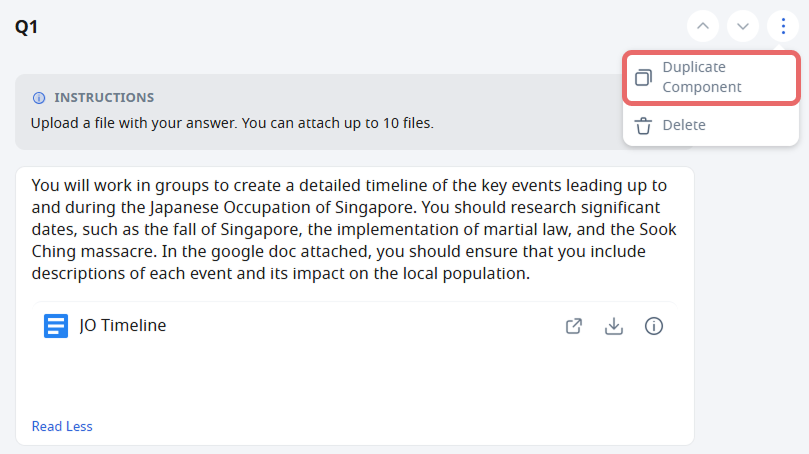 Q1
Duplicate
Component
Delete
INSTRUCTIONS
Upload a file with your answer. You can attach up to 10 files.
You will work in groups to create a detailed timeline of the key events leading up to
and during the Japanese Occupation of Singapore. You should research significant
dates, such as the fall of Singapore, the implementation of martial law, and the Sook
Ching massacre. In the google doc attached, you should ensure that you include
descriptions of each event and its impact on the local population.
JO Timeline
Read Less